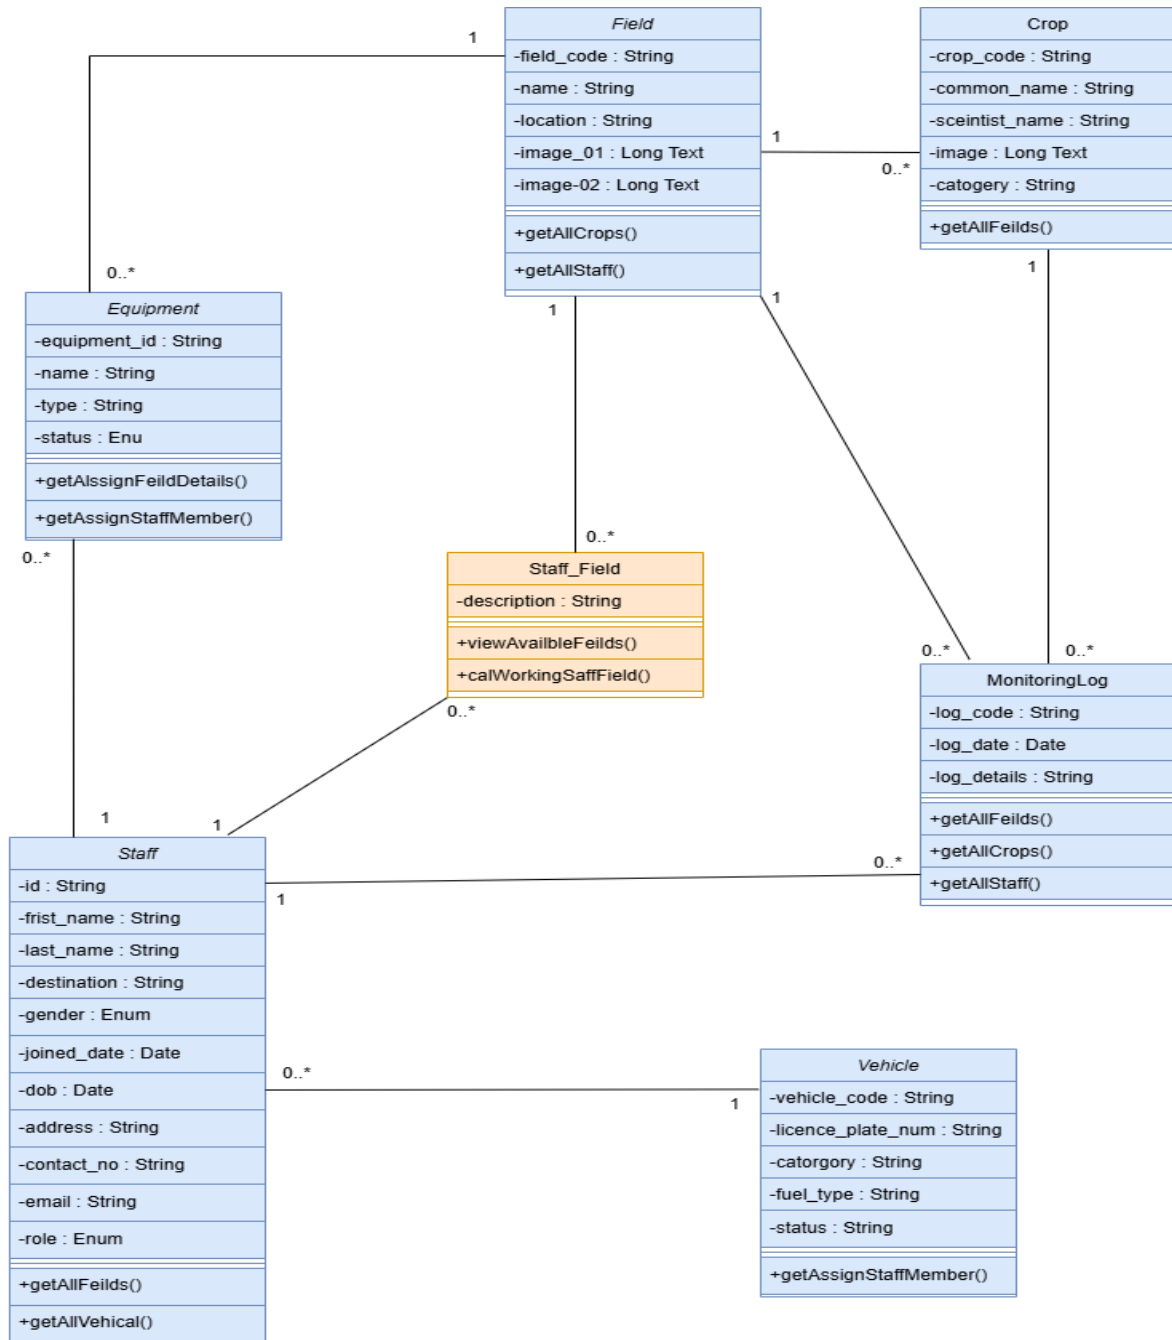 Field
-field_code : String
-name : String
-location : String
-image_01 : Long Text
-image-02 : Long Text
+getAllCrops()
+getAllStaff()
Crop
-crop_code : String
-common_name : String
-sceintist_name : String
-image : Long Text
-catogery : String
+getAllFeilds()
1
1
0..*
0..*
1
1
1
Equipment
-equipment_id : String
-name : String
-type : String
-status : Enu
+getAIssignFeildDetails()
+getAssignStaffMember()
0..*
0..*
Staff_Field
-description : String
+viewAvailbleFeilds()
+calWorkingSaffField()
0..*
0..*
0..*
MonitoringLog
-log_code : String
-log_date : Date
-log_details : String
+getAllFeilds()
+getAllCrops()
+getAllStaff()
1
1
0..*
1
Staff
-id : String
-frist_name : String
-last_name : String
-destination : String
-gender : Enum
-joined_date : Date
-dob : Date
-address : String
-contact_no : String
-email : String
-role : Enum
+getAllFeilds()
+getAllVehical()
0..*
1
Vehicle
-vehicle_code : String
-licence_plate_num : String
-catorgory : String
-fuel_type : String
-status : String
+getAssignStaffMember()